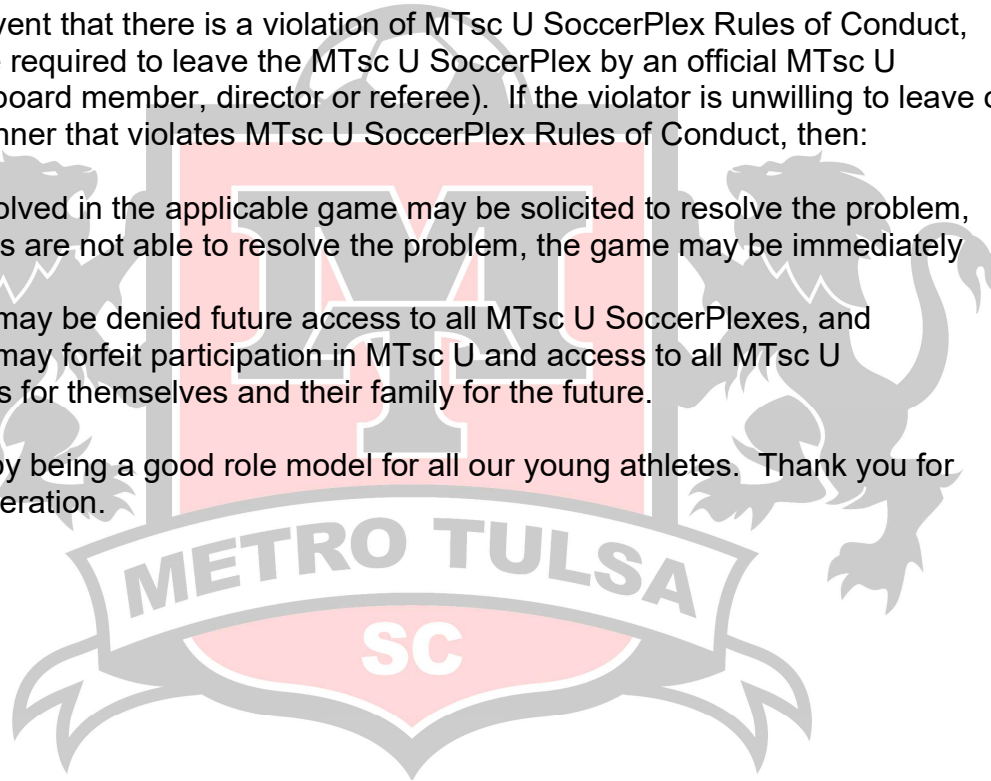 vent that there is a violation of MTsc U SoccerPlex Rules of Conduct,
required to leave the MTsc U SoccerPlex by an official MTsc U
board member, director or referee). If the violator is unwilling to leave
nner that violates MTsc U SoccerPlex Rules of Conduct, then:
olved in the applicable game may be solicited to resolve the problem,
s are not able to resolve the problem, the game may be immediately
may be denied future access to all MTsc U SoccerPlexes, and
may forfeit participation in MTsc U and access to all MTsc U
s for themselves and their family for the future.
by being a good role model for all our young athletes. Thank you for
eration.
MT
METRO TULSA
SC